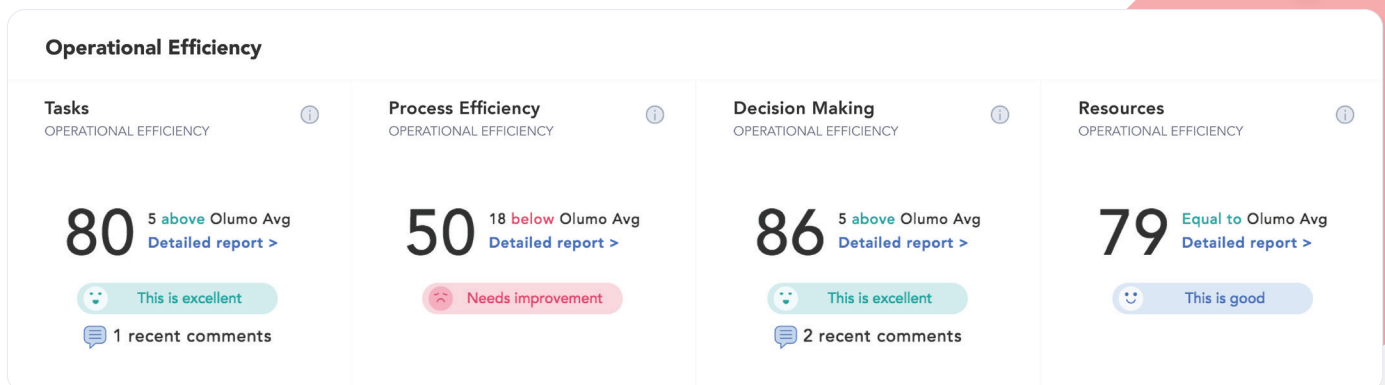 Operational Efficiency
Tasks
OPERATIONAL EFFICIENCY
80
5 above Olumo Avg
Detailed report >
This is excellent
1 recent comments
Process Efficiency
OPERATIONAL EFFICIENCY
50
18 below Olumo Avg
Detailed report >
Needs improvement
Decision Making
OPERATIONAL EFFICIENCY
86
5 above Olumo Avg
Detailed report >
This is excellent
2 recent comments
Resources
OPERATIONAL EFFICIENCY
79
Equal to Olumo Avg
Detailed report >
This is good